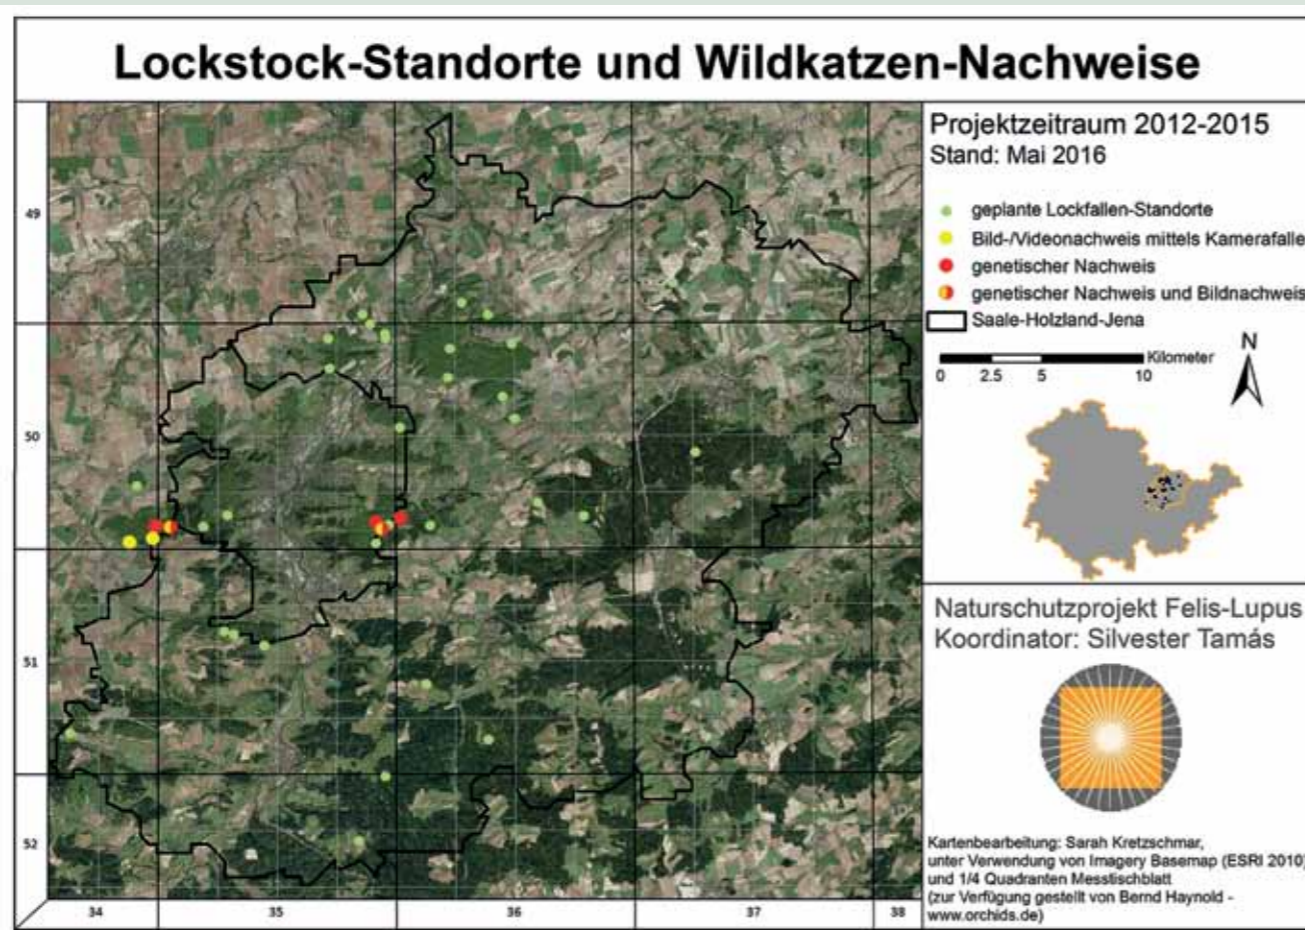 Lockstock-Standorte und Wildkatzen-Nachweise
Projektzeitraum 2012-2015
Stand: Mai 2016
geplante Lockfallen-Standorte
Bild-/Videonachweis mittels Kamerafalle
genetischer Nachweis
genetischer Nachweis und Bildnachweis
Saale-Holzland-Jena
N
Kilometer
0 2.5 5 10
49
50
51
52
34 35 36 37 38
Naturschutzprojekt Felis-Lupus
Koordinator: Silvester Tamás
Kartenbearbeitung: Sarah Kretzschmar,
unter Verwendung von Imagery Basemap (ESRI 2010)
und 1/4 Quadranten Messtischblatt
(zur Verfügung gestellt von Bernd Haynold -
www.orchids.de)